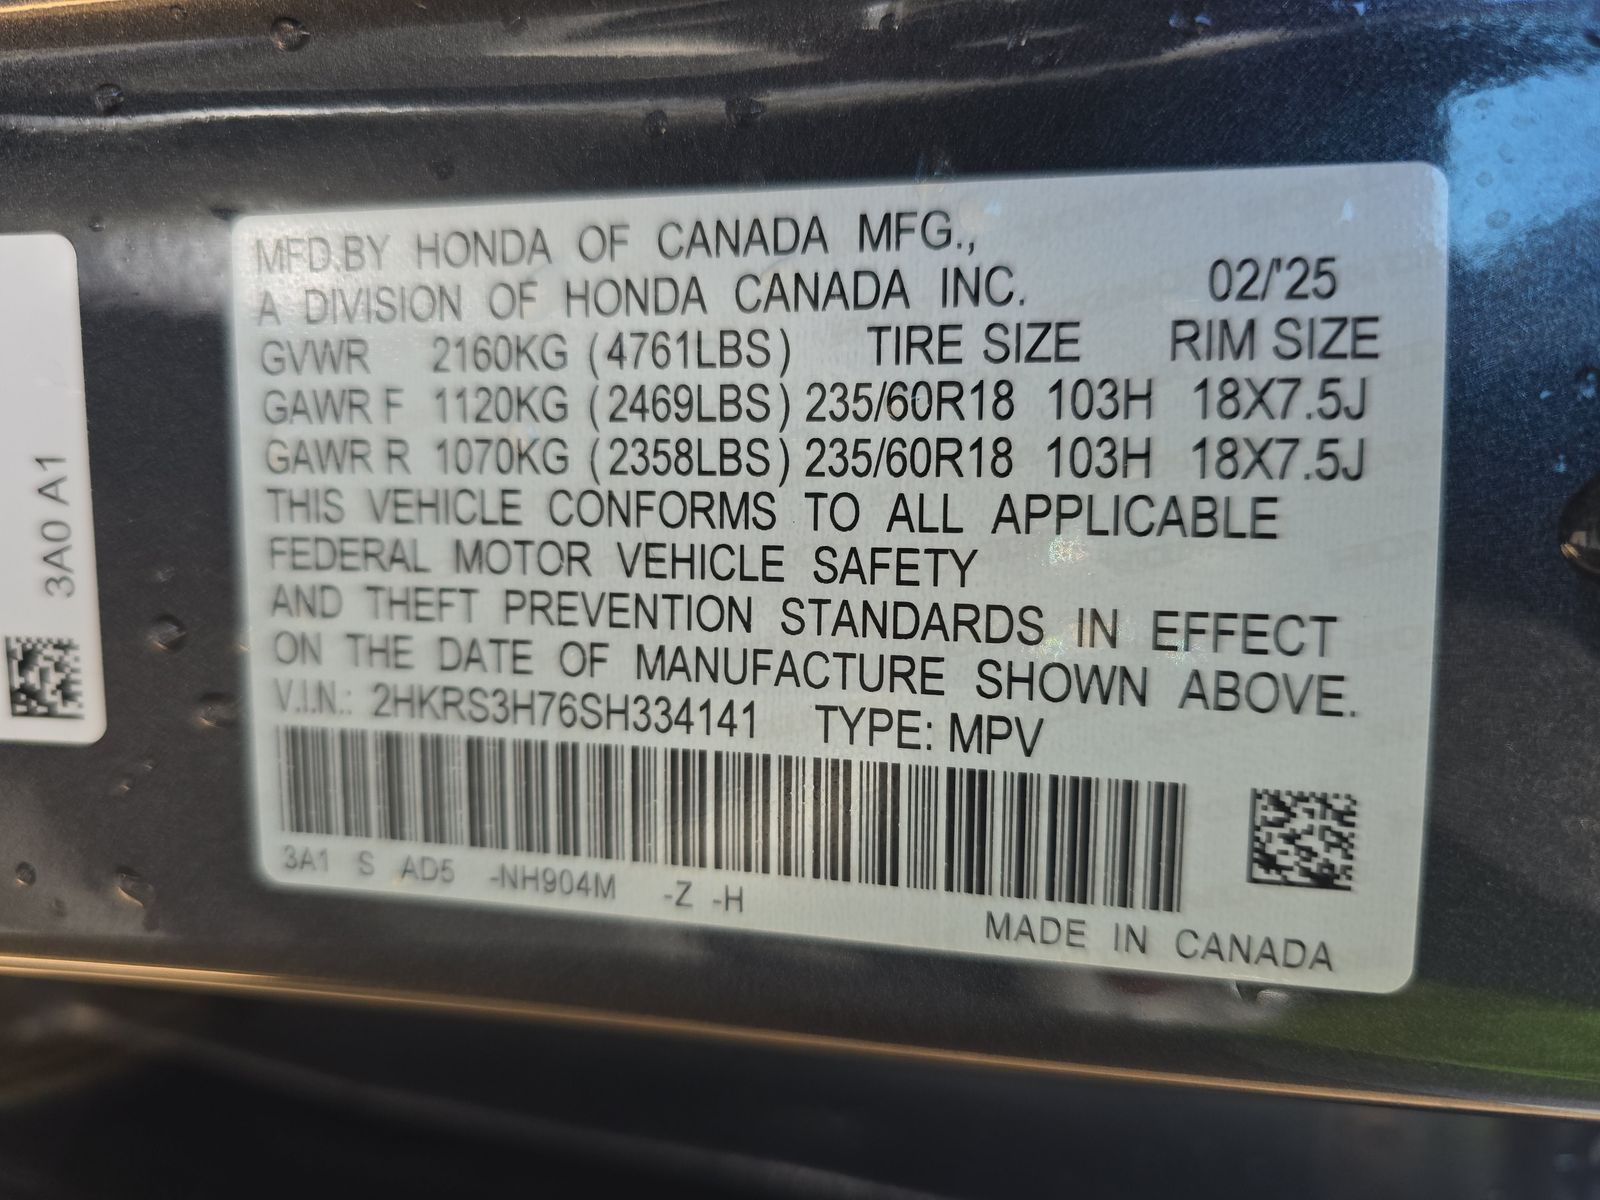 MFD.BY HONDA OF CANADA MFG.,
A DIVISION OF HONDA CANADA INC. 02/'25
GVWR 2160KG (4761LBS) TIRE SIZE RIM SIZE
GAWR F 1120KG (2469LBS) 235/60R18 103H 18X7.5J
GAWR R 1070KG (2358LBS) 235/60R18 103H 18X7.5J
THIS VEHICLE CONFORMS TO ALL APPLICABLE
FEDERAL MOTOR VEHICLE SAFETY
AND THEFT PREVENTION STANDARDS IN EFFECT
ON THE DATE OF MANUFACTURE SHOWN ABOVE.
V.I.N.: 2HKRS3H76SH334141 TYPE: MPV
3A1 S AD5 -NH904M -Z -H
MADE IN CANADA
3A0 A1